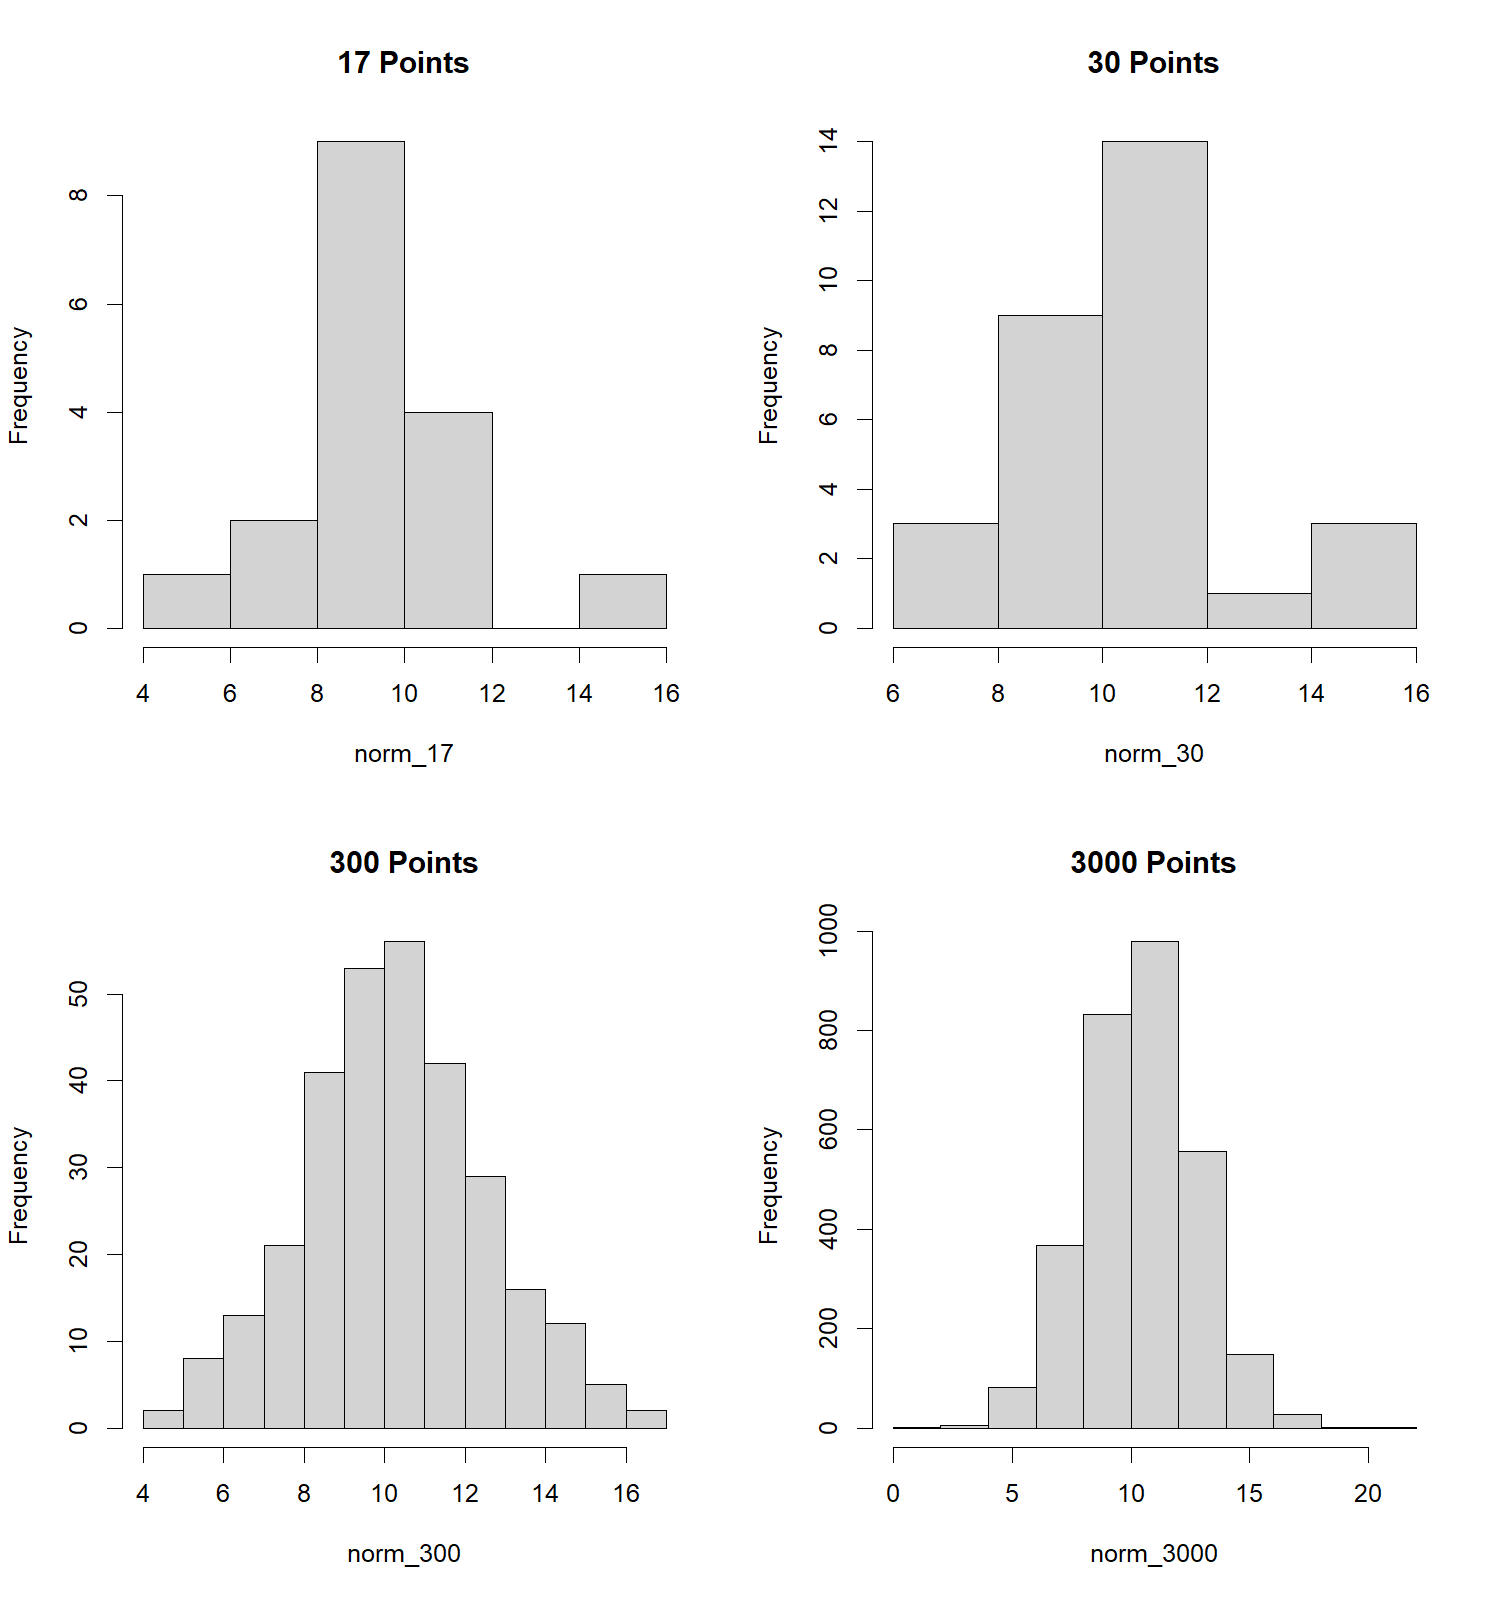 17 Points
Frequency
0 2 4 6 8
4 6 8 10 12 14 16
norm_17
30 Points
Frequency
0 2 4 6 8 10 12 14
6 8 10 12 14 16
norm_30
300 Points
Frequency
0 10 20 30 40 50
4 6 8 10 12 14 16
norm_300
3000 Points
Frequency
0 200 400 600 800 1000
0 5 10 15 20
norm_3000